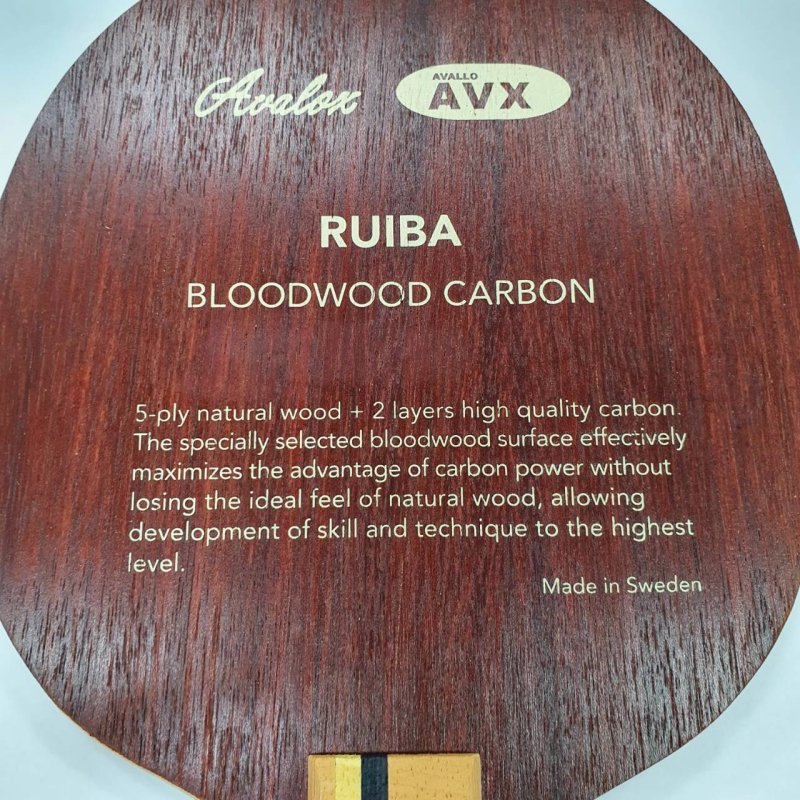 Avalox
AVALLO
AVX
RUIBA
BLOODWOOD CARBON
5-ply natural wood + 2 layers high quality carbon.
The specially selected bloodwood surface effectively
maximizes the advantage of carbon power without
losing the ideal feel of natural wood, allowing
development of skill and technique to the highest
level.
Made in Sweden